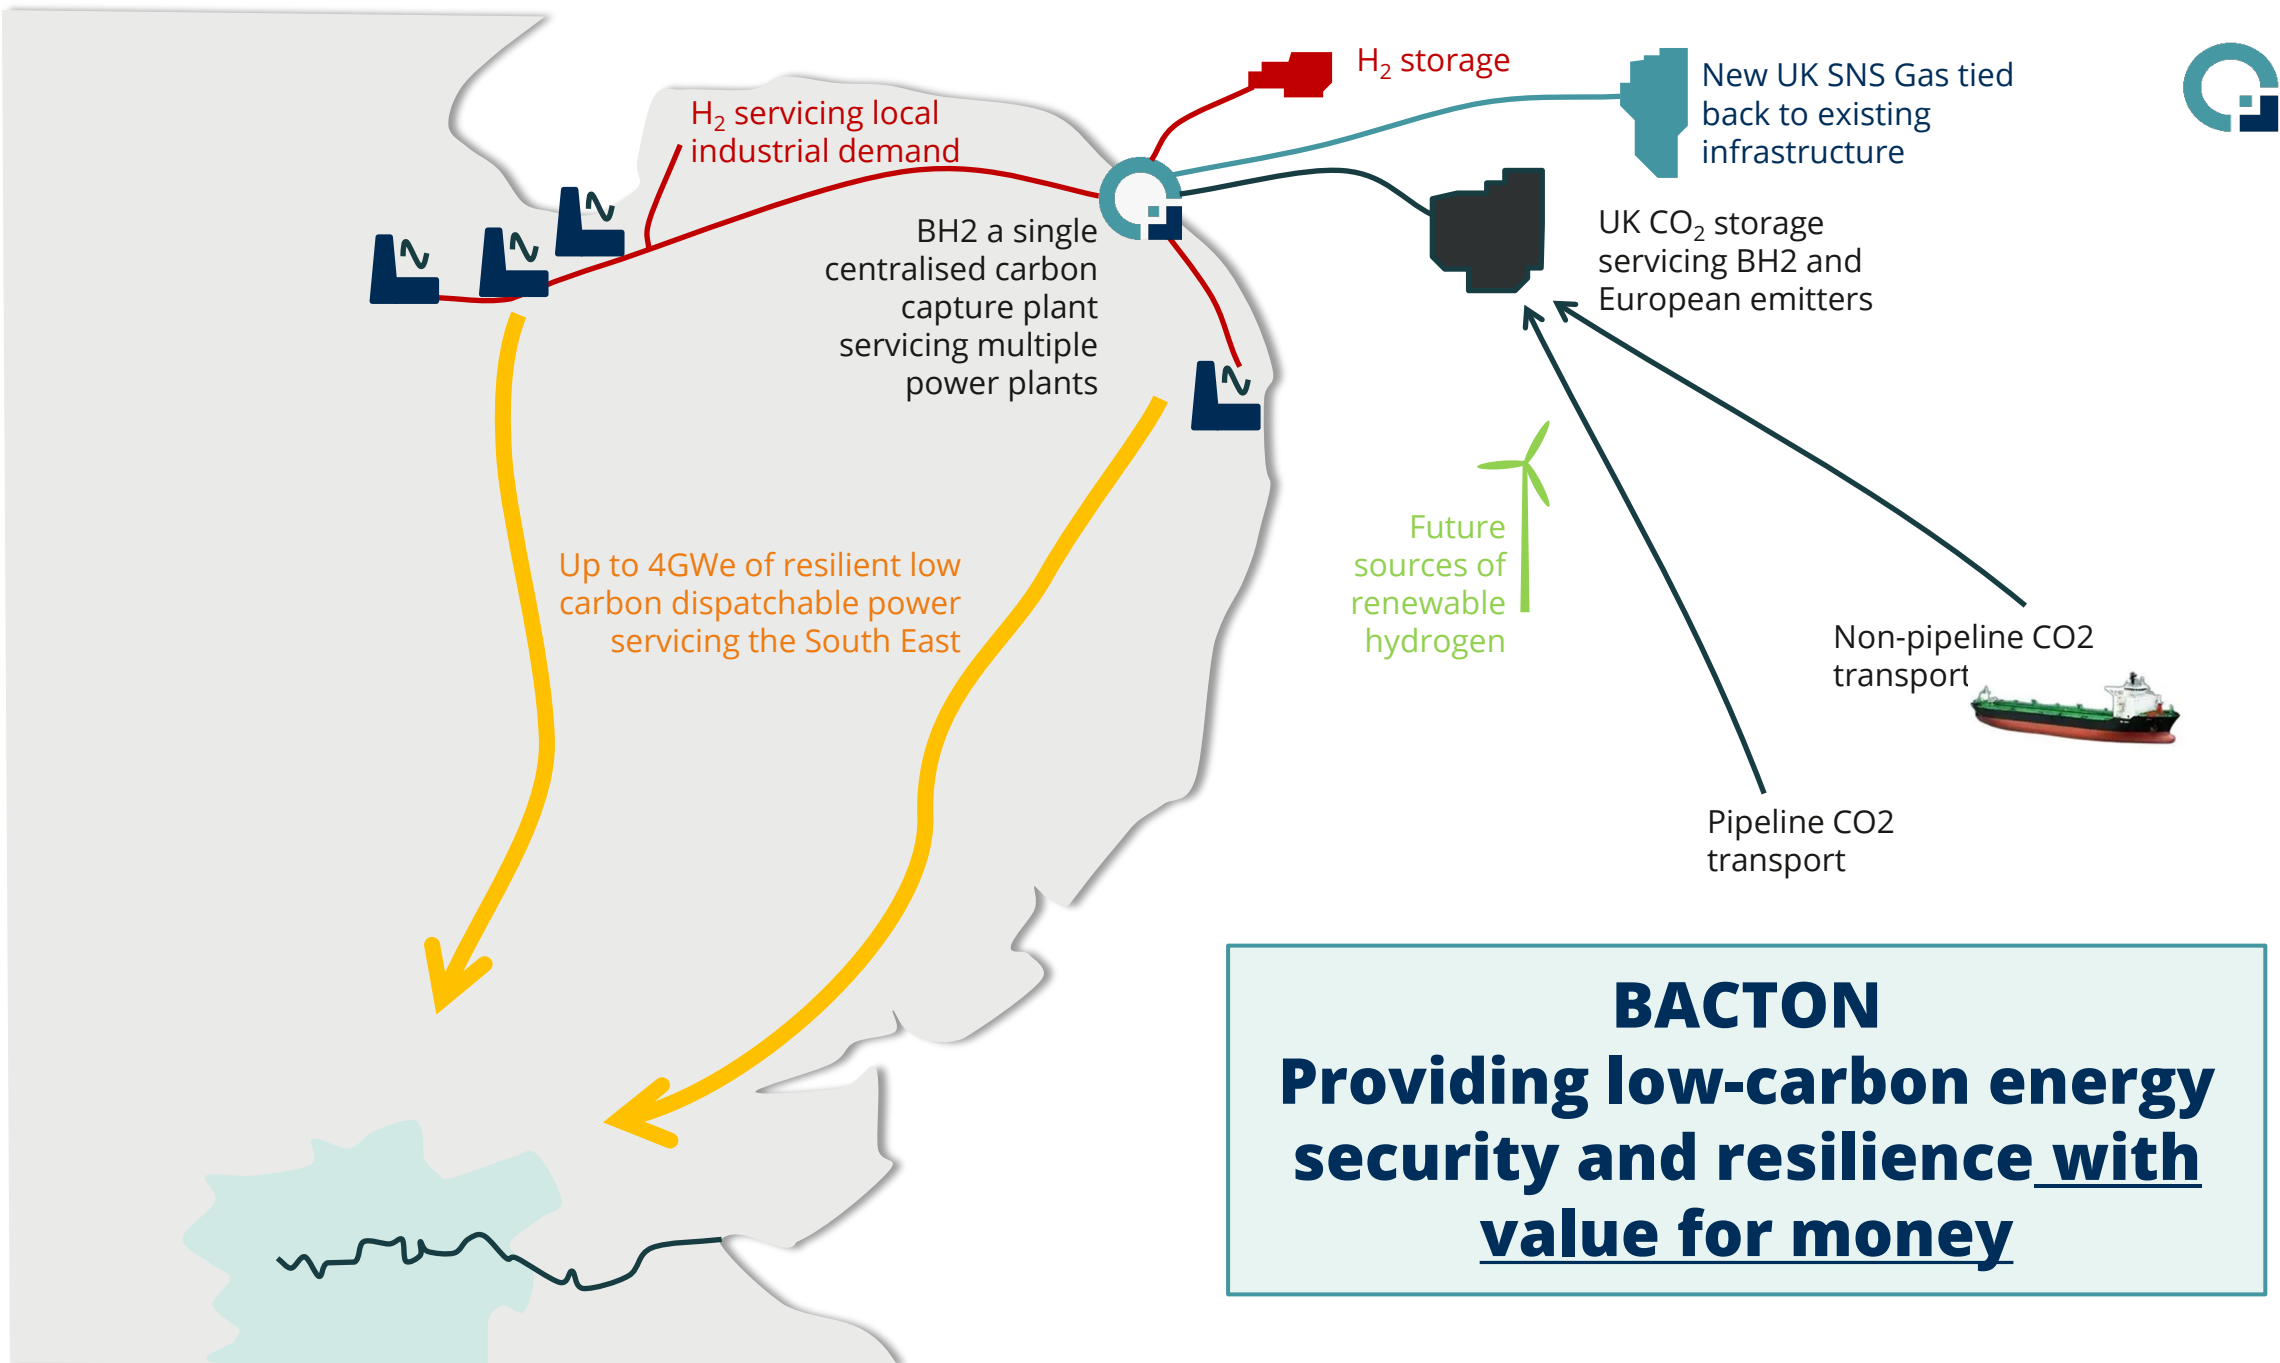 H₂ storage
New UK SNS Gas tied
back to existing
infrastructure
H₂ servicing local
industrial demand
BH2 a single
centralised carbon
capture plant
servicing multiple
power plants
UK CO₂ storage
servicing BH2 and
European emitters
Up to 4GWe of resilient low
carbon dispatchable power
servicing the South East
Future
sources of
renewable
hydrogen
Non-pipeline CO2
transport
Pipeline CO2
transport
BACTON
Providing low-carbon energy
security and resilience with
value for money